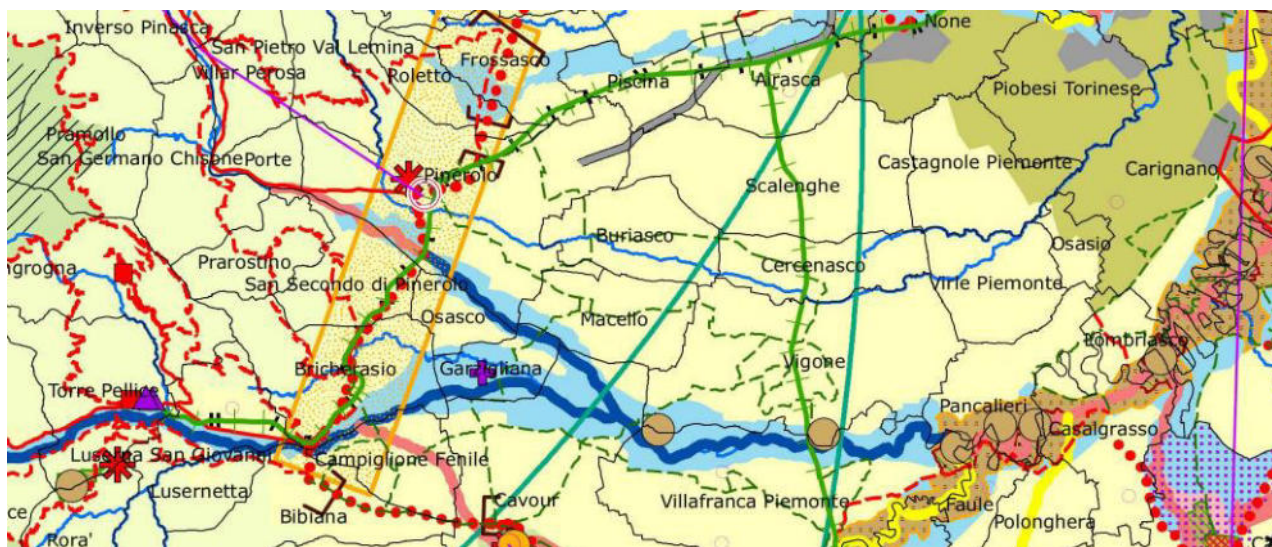 None
Inverso Pinasca
San Pietro Val Lemina
Frossasco
Roletto
Villar Perosa
Piscina
Airasca
Piobesi Torinese
Pramollo
San Germano Chisone
Porte
Pinerolo
Castagnole Piemonte
Carignano
Scalenghe
Buriasco
Osasio
Prarostino
Cercenasco
ngrogna
San Secondo di Pinerolo
Virle Piemonte
Osasco
Macello
Lombriasco
Vigone
Bricherasio
Garzigliana
Torre Pellice
Pancalieri
Casalgrasso
Luserna San Giovanni
Campiglione Fenile
Lusernetta
Cavour
Villafranca Piemonte
Faule
ce
Bibiana
Polonghera
Rora'